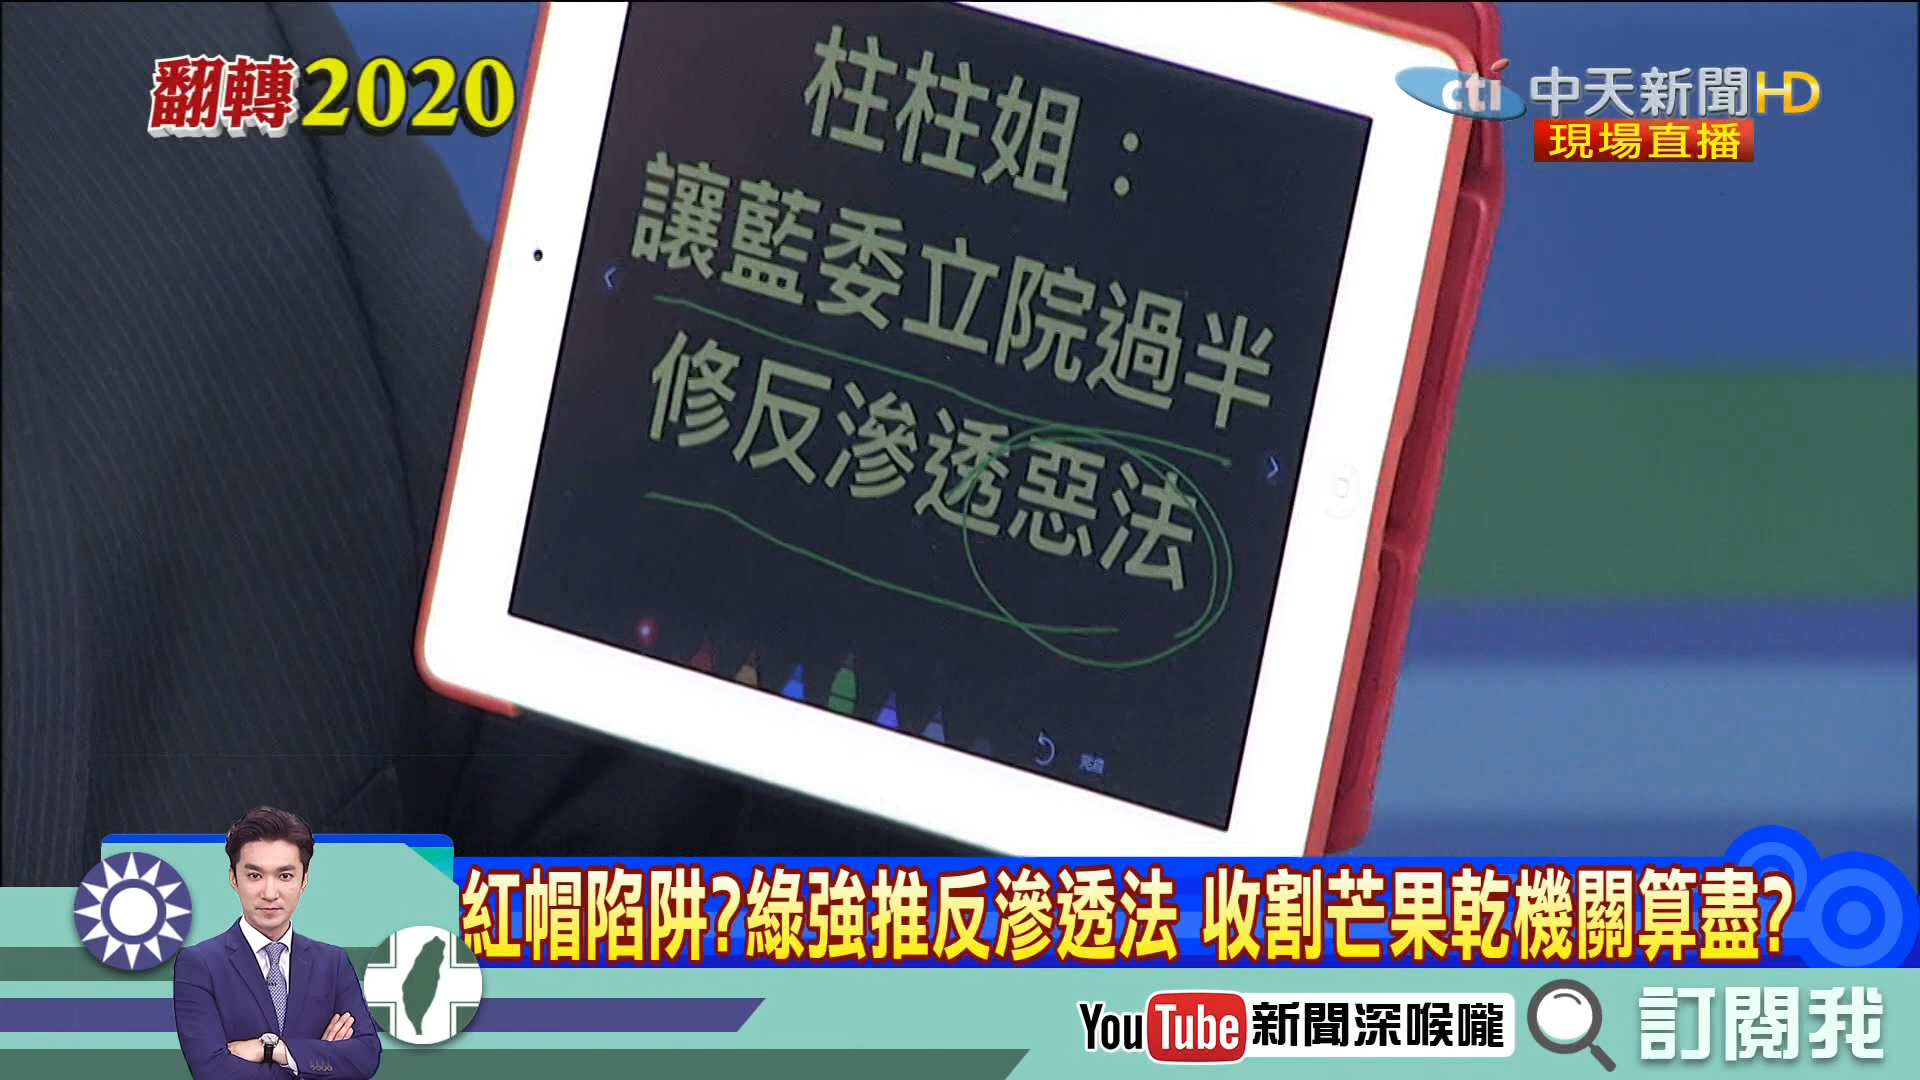 翻轉2020
cti 中天新聞HD
現場直播
柱柱姐：
讓藍委立院過半
修反滲透惡法
紅帽陷阱?綠強推反滲透法 收割芒果乾機關算盡?
YouTube 新聞深喉嚨
訂閱我